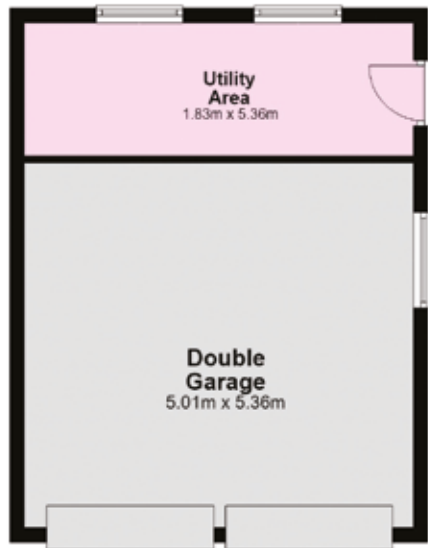 Utility
Area
1.83m x 5.36m
Double
Garage
5.01m x 5.36m